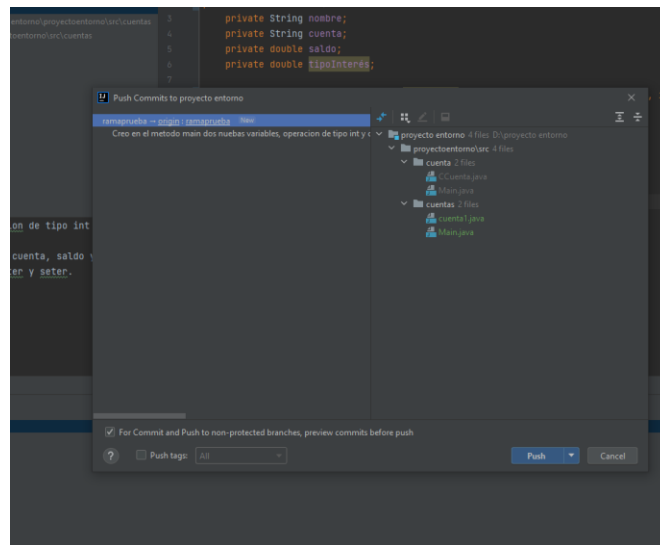 entorno\proyectoentorno\src\cuentas
toentorno\src\cuentas
3 private String nombre;
4 private String cuenta;
5 private double saldo;
6 private double tipoInterés;
7
Push Commits to proyecto entorno
ramaprueba → origin : ramaprueba New
Creo en el metodo main dos nuebas variables, operacion de tipo int y c
proyecto entorno 4 files D:\proyecto entorno
proyectoentorno\src 4 files
cuenta 2 files
CCuenta.java
Main.java
cuentas 2 files
cuenta1.java
Main.java
ion de tipo int
cuenta, saldo y
ter y seter.
For Commit and Push to non-protected branches, preview commits before push
? Push tags: All
Push
Cancel